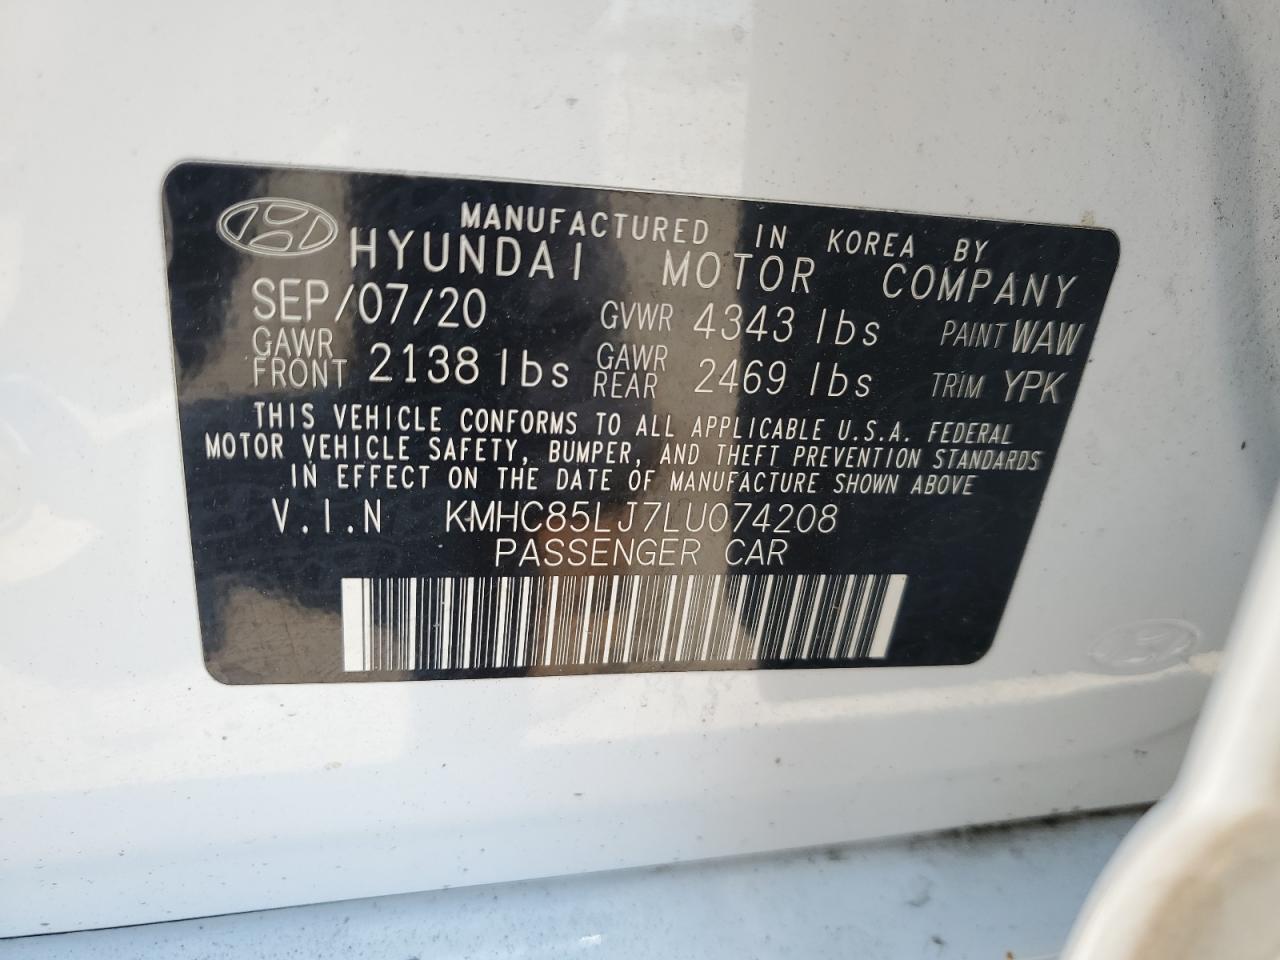 MANUFACTURED IN KOREA BY
HYUNDAI MOTOR COMPANY
SEP/07/20 GVWR 4343 lbs PAINT WAW
GAWR FRONT 2138 lbs GAWR REAR 2469 lbs TRIM YPK
THIS VEHICLE CONFORMS TO ALL APPLICABLE U.S.A. FEDERAL
MOTOR VEHICLE SAFETY, BUMPER, AND THEFT PREVENTION STANDARDS
IN EFFECT ON THE DATE OF MANUFACTURE SHOWN ABOVE
V.I.N KMHC85LJ7LU074208
PASSENGER CAR